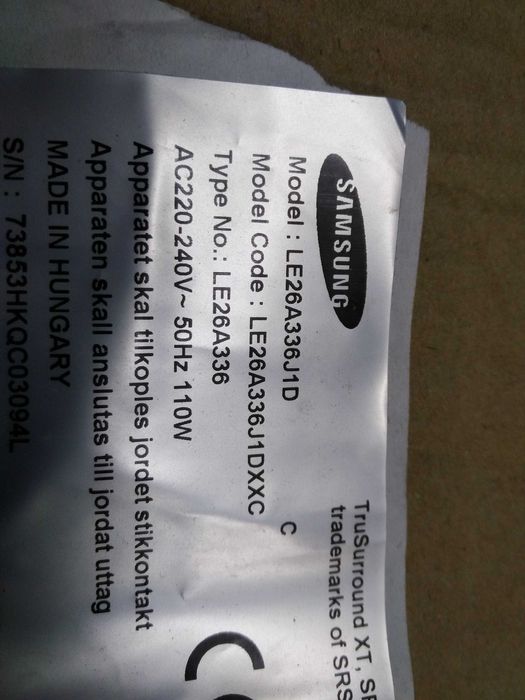 SAMSUNG
Model : LE26A336J1D
C
Model Code : LE26A336J1DXXC
Type No.: LE26A336
AC220-240V~ 50Hz 110W
Apparatet skal tilkoples jordet stikkontakt
Apparaten skall anslutas till jordat uttag
MADE IN HUNGARY
S/N : 73853HKQC03094L
TruSurround XT,
trademarks of SRS
CE